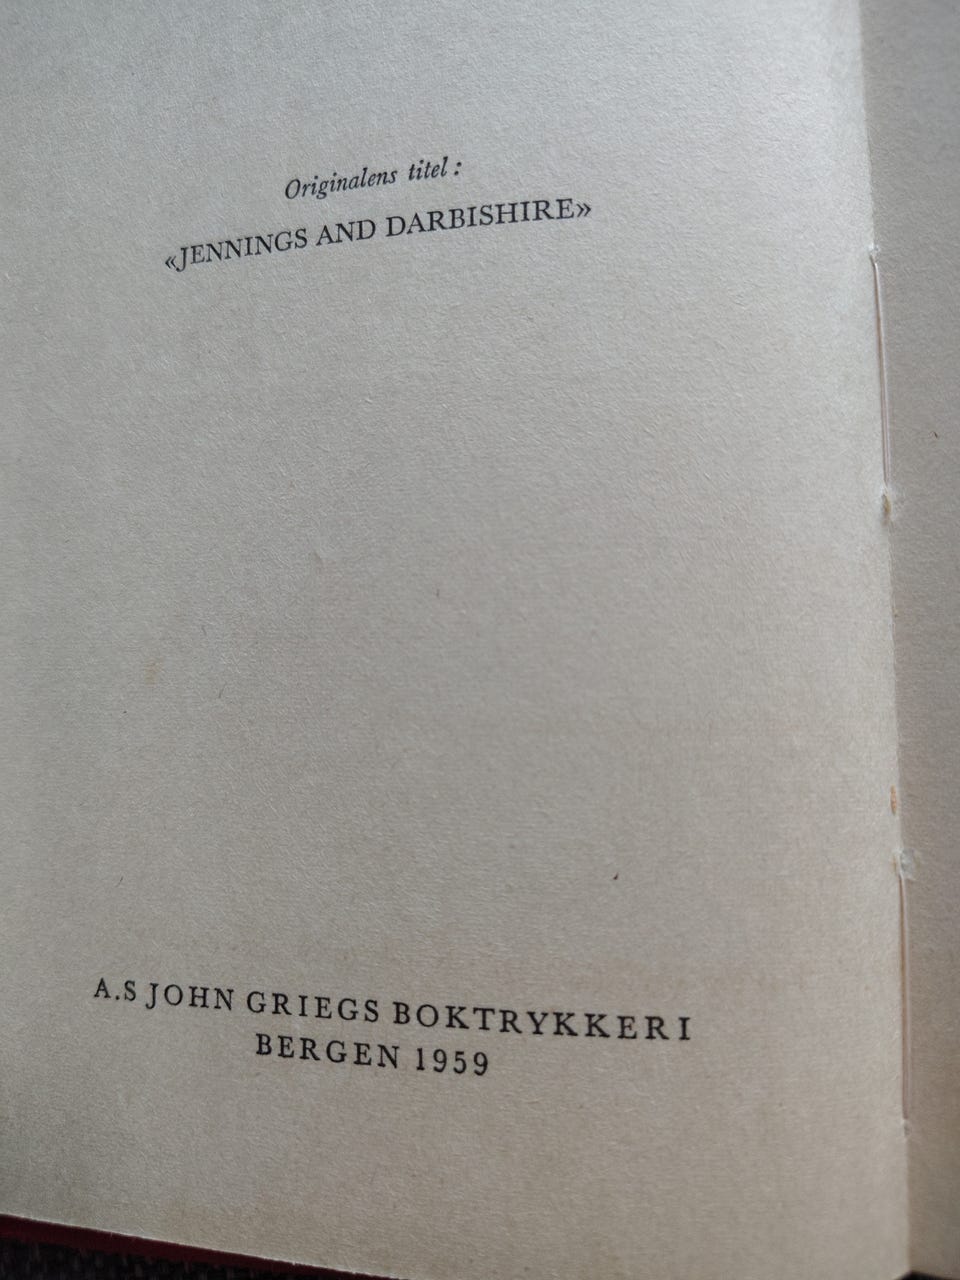 Originalens titel:
«JENNINGS AND DARBISHIRE»
A.S JOHN GRIEGS BOKTRYKKERI
BERGEN 1959